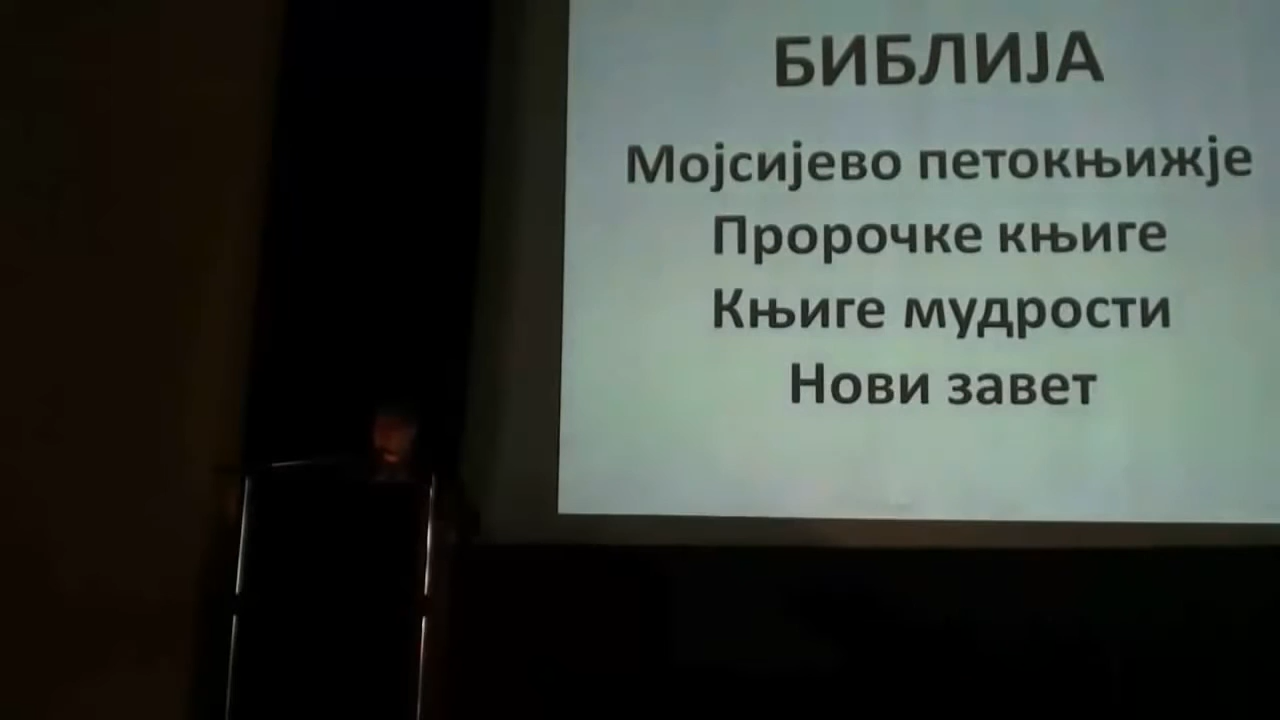 БИБЛИЈА
Мојсијево петокњижје
Пророчке књиге
Књиге мудрости
Нови завет